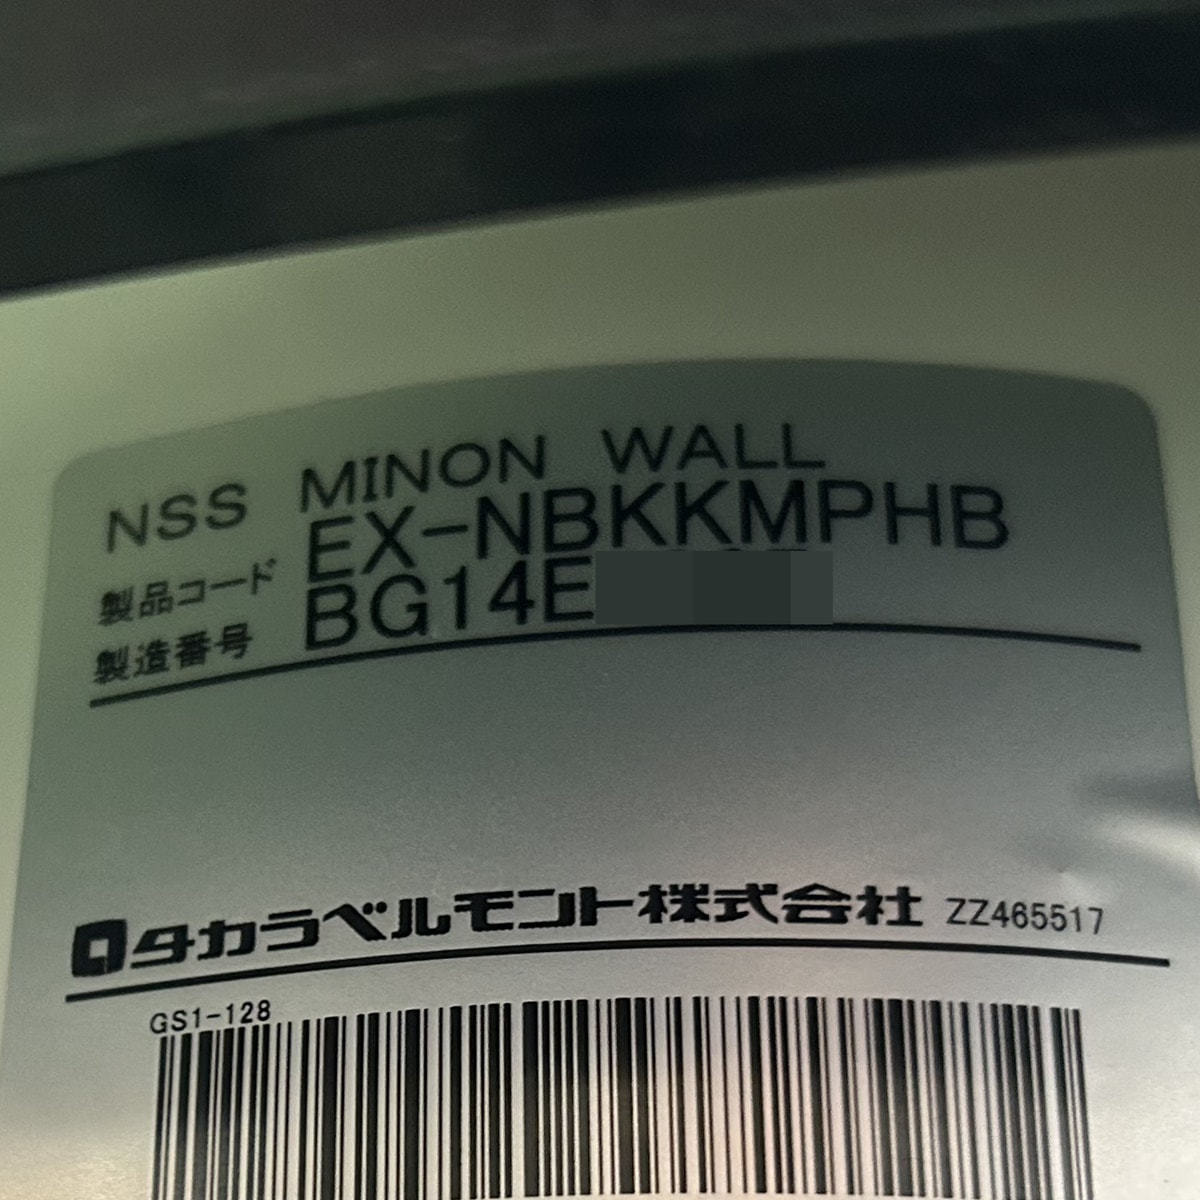 NSS MINON WALL
製品コード EX-NBKKMPHB
製造番号 BG14E
タカラベルモント株式会社 ZZ465517
GS1-128